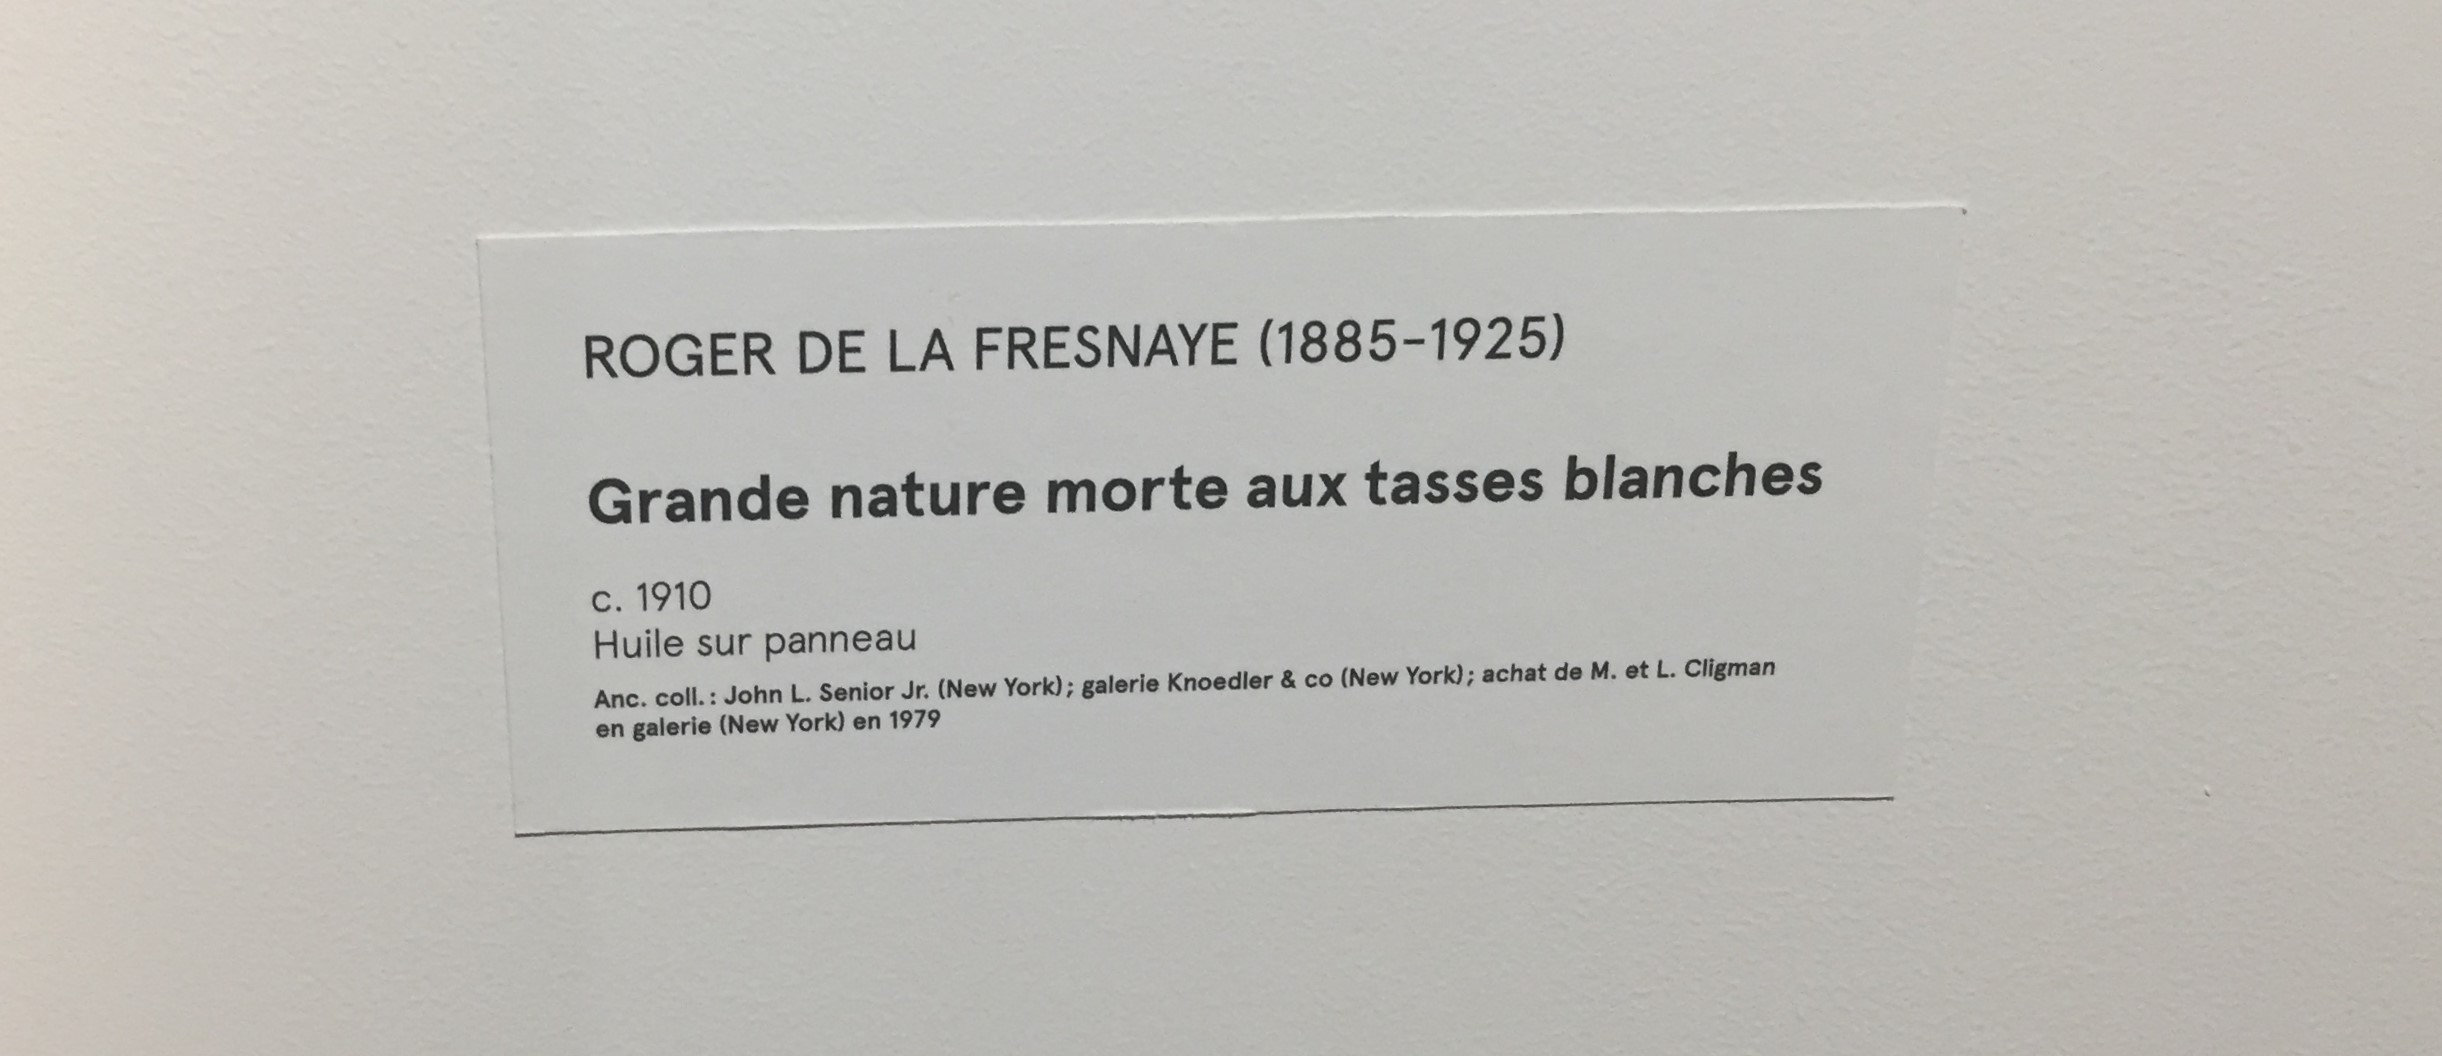 ROGER DE LA FRESNAYE (1885-1925)
Grande nature morte aux tasses blanches
c. 1910
Huile sur panneau
Anc. coll. : John L. Senior Jr. (New York) ; galerie Knoedler & co (New York) ; achat de M. et L. Cligman
en galerie (New York) en 1979